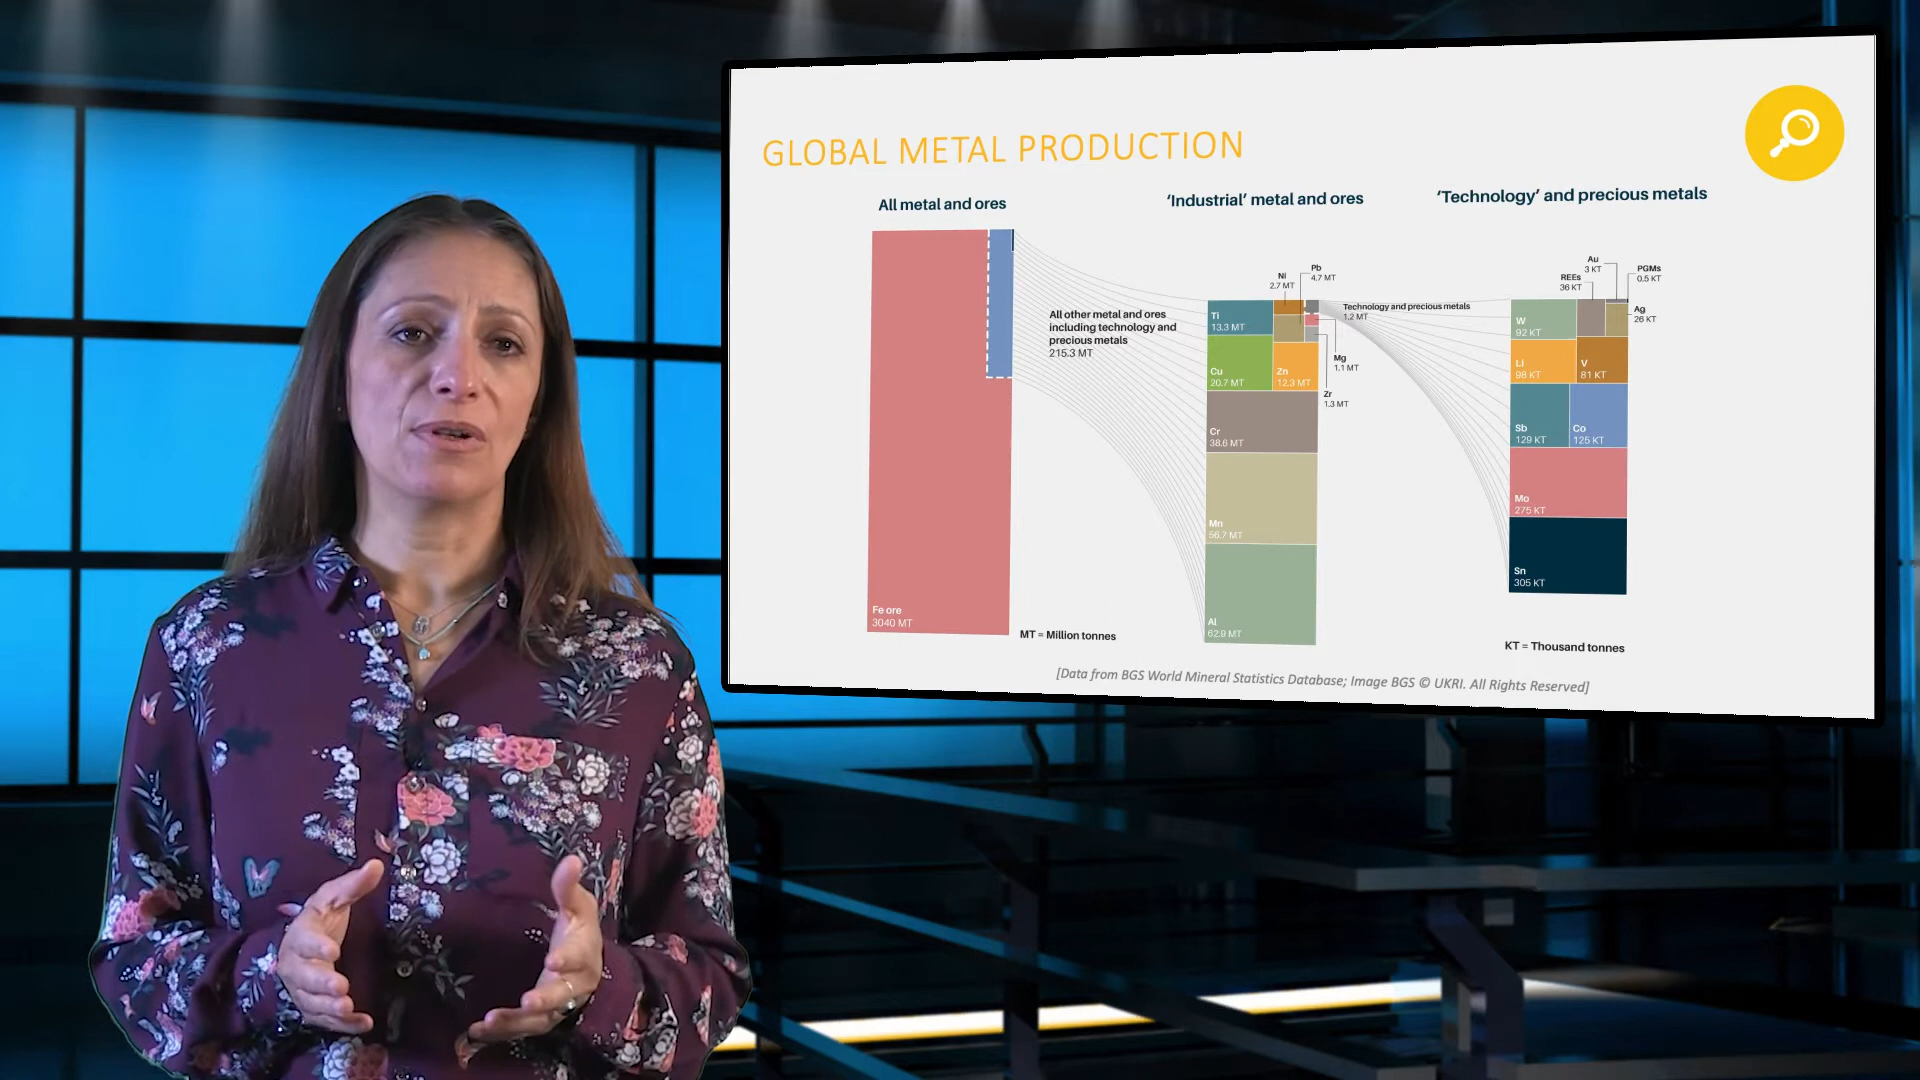 GLOBAL METAL PRODUCTION
All metal and ores
'Industrial' metal and ores
'Technology' and precious metals
Fe ore
3040 MT
MT = Million tonnes
All other metal and ores
including technology and
precious metals
215.3 MT
Ni
2.7 MT
Pb
4.7 MT
Ti
13.3 MT
Technology and precious metals
1.2 MT
Cu
20.7 MT
Zn
12.3 MT
Mg
1.1 MT
Zr
1.3 MT
Cr
38.6 MT
Mn
56.7 MT
Al
62.9 MT
Au
3 KT
REEs
36 KT
PGMs
0.5 KT
Ag
26 KT
W
92 KT
Li
98 KT
V
81 KT
Sb
129 KT
Co
125 KT
Mo
275 KT
Sn
305 KT
KT = Thousand tonnes
[Data from BGS World Mineral Statistics Database; Image BGS © UKRI. All Rights Reserved]